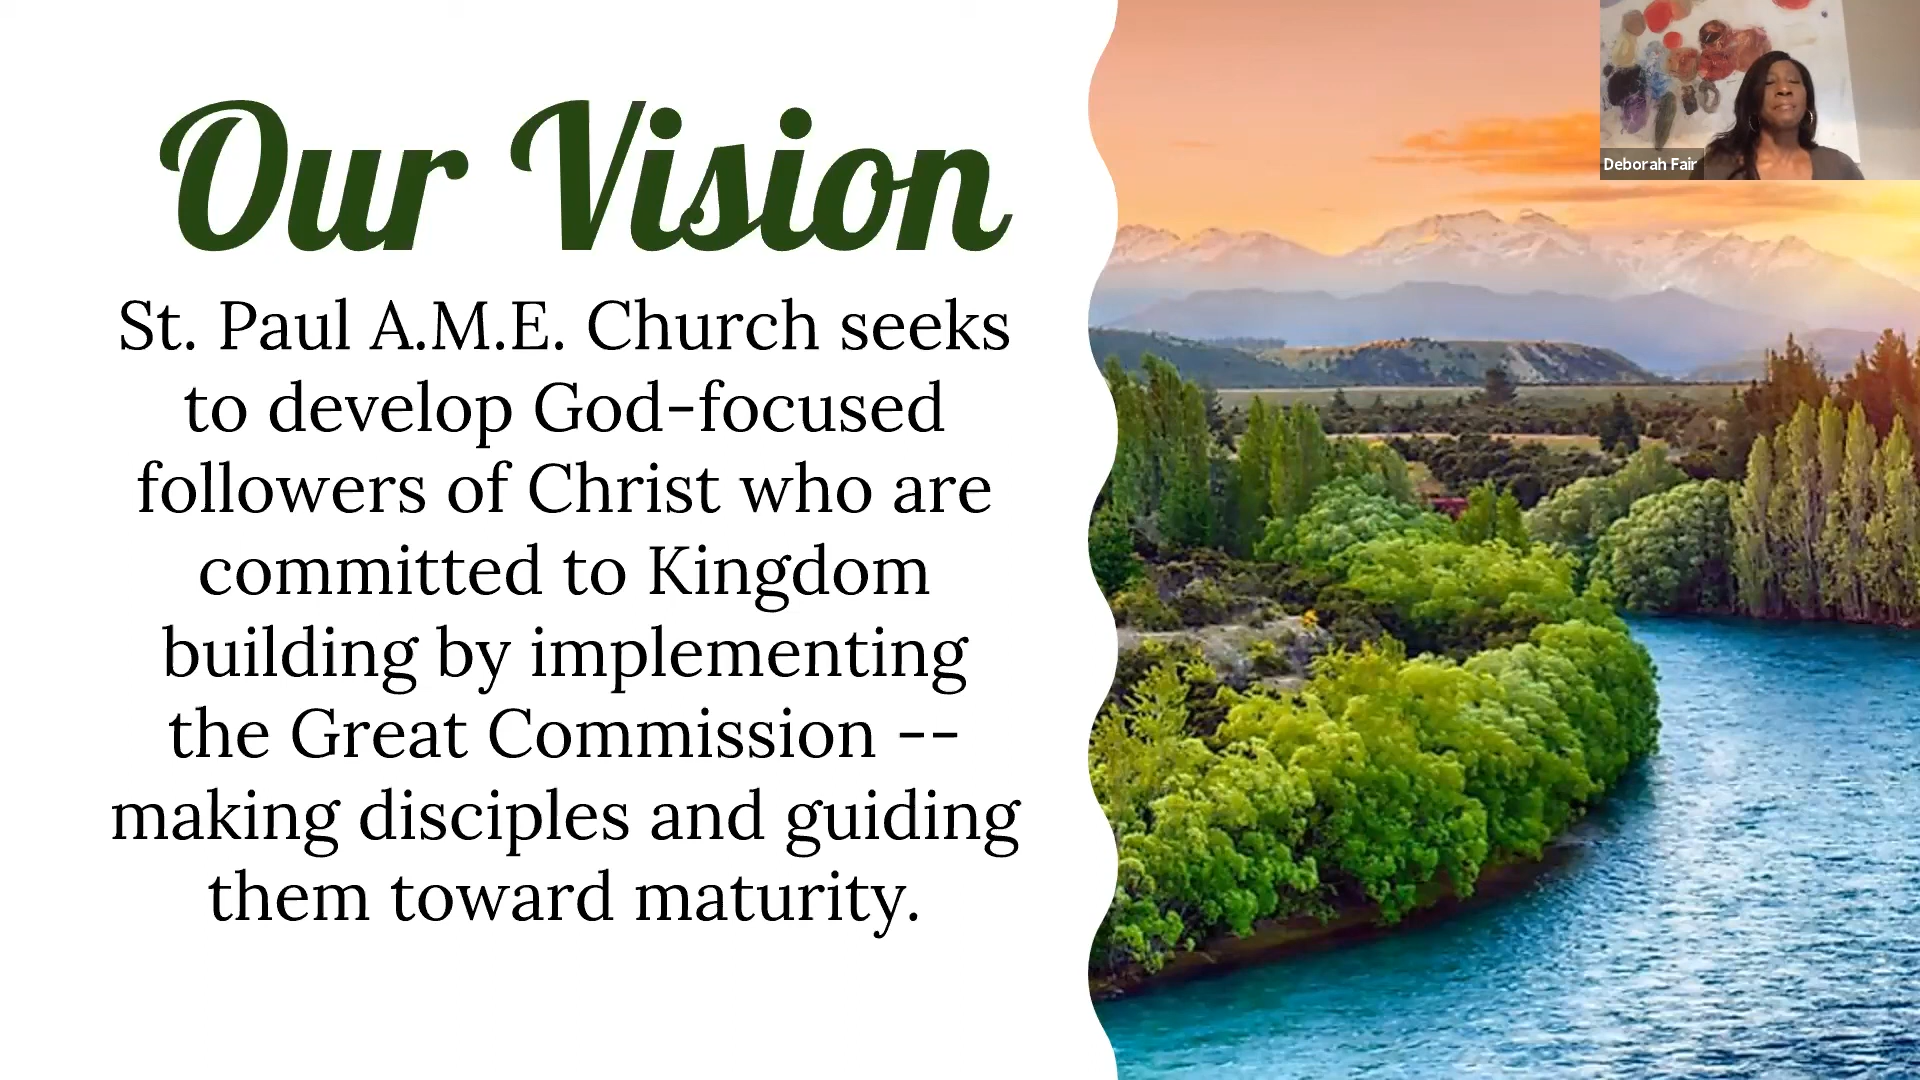 Our Vision
St. Paul A.M.E. Church seeks
to develop God-focused
followers of Christ who are
committed to Kingdom
building by implementing
the Great Commission --
making disciples and guiding
them toward maturity.
Deborah Fair